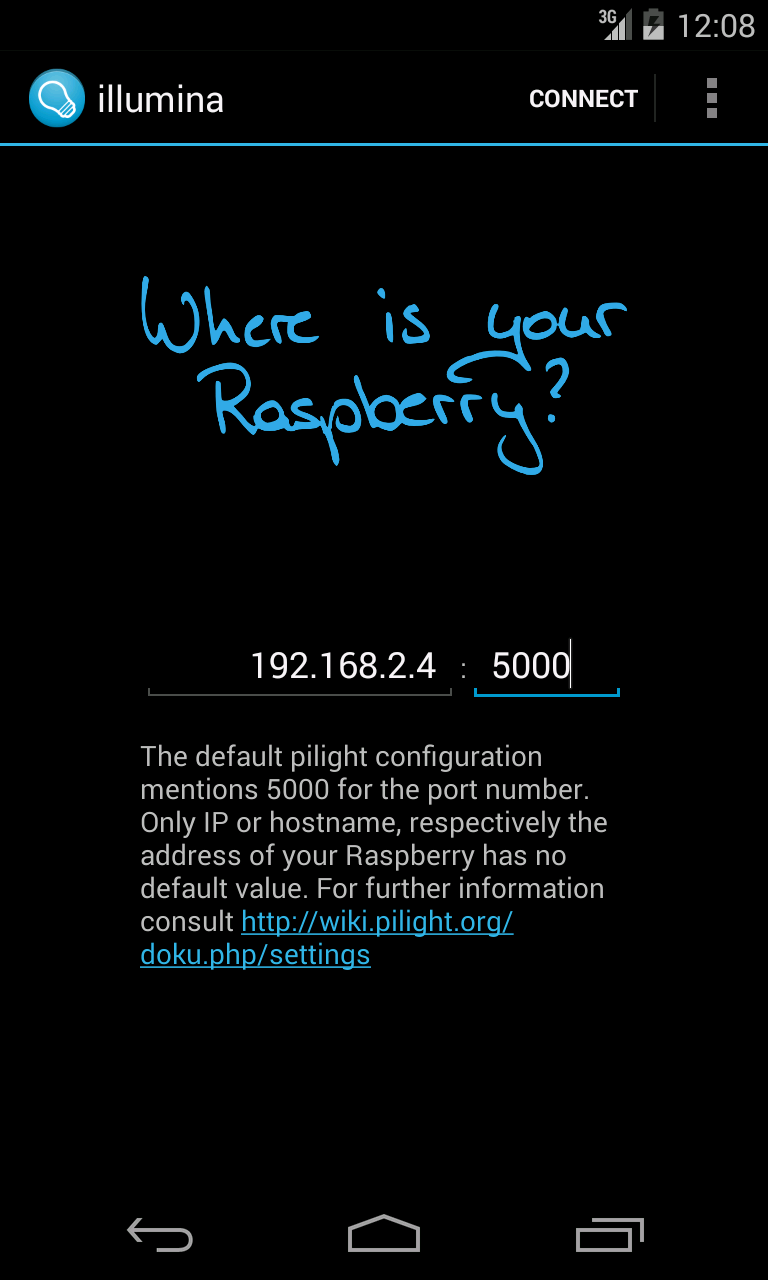 3G 12:08
illumina CONNECT
Where is your
Raspberry?
192.168.2.4 : 5000
The default pilight configuration
mentions 5000 for the port number.
Only IP or hostname, respectively the
address of your Raspberry has no
default value. For further information
consult http://wiki.pilight.org/
doku.php/settings